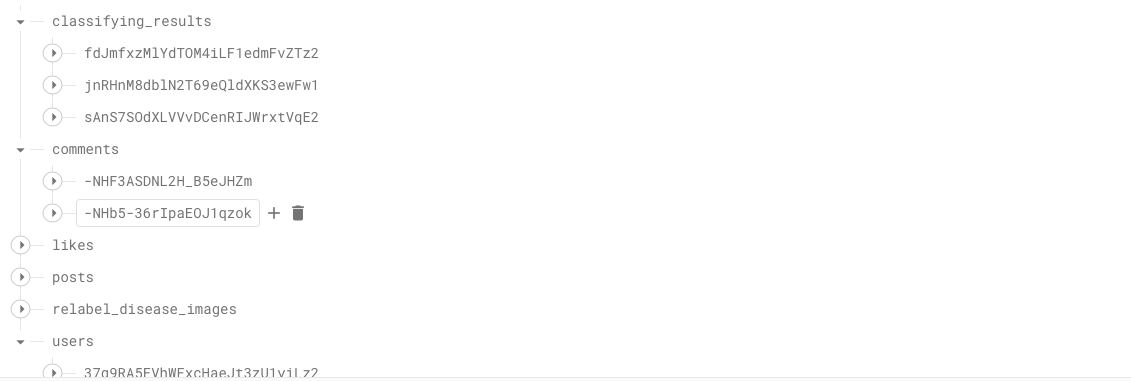 classifying_results
fdJmfxzMlYdTOM4iLF1edmFvZTz2
jnRHnM8dblN2T69eQldXKS3ewFw1
sAnS7SOdXLVVvDCenRIJWrxtVqE2
comments
-NHF3ASDNL2H_B5eJHZm
-NHb5-36rIpaEOJ1qzok
likes
posts
relabel_disease_images
users